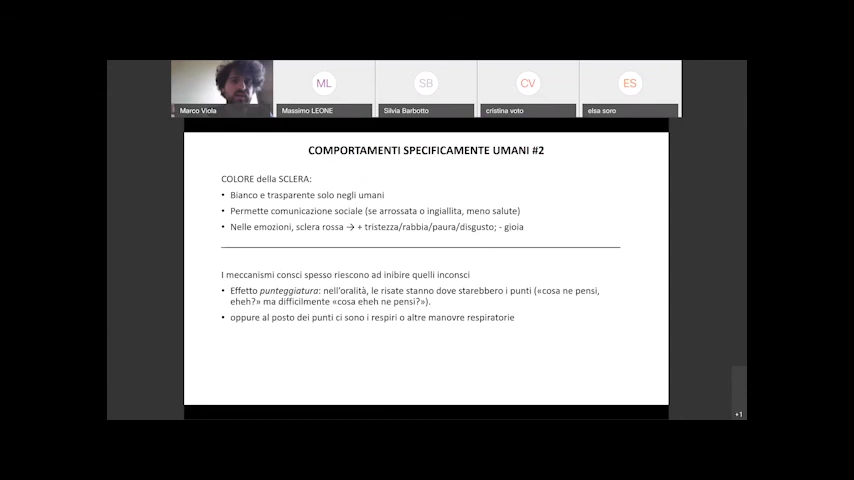 ML
SB
CV
ES
Marco Viola
Massimo LEONE
Silvia Barbotto
cristina voto
elsa soro
COMPORTAMENTI SPECIFICAMENTE UMANI #2
COLORE della SCLERA:
• Bianco e trasparente solo negli umani
• Permette comunicazione sociale (se arrossata o ingiallita, meno salute)
• Nelle emozioni, sclera rossa → + tristezza/rabbia/paura/disgusto; - gioia
I meccanismi consci spesso riescono ad inibire quelli inconsci
• Effetto punteggiatura: nell'oralità, le risate stanno dove starebbero i punti («cosa ne pensi,
eheh?» ma difficilmente «cosa eheh ne pensi?»).
• oppure al posto dei punti ci sono i respiri o altre manovre respiratorie
+1